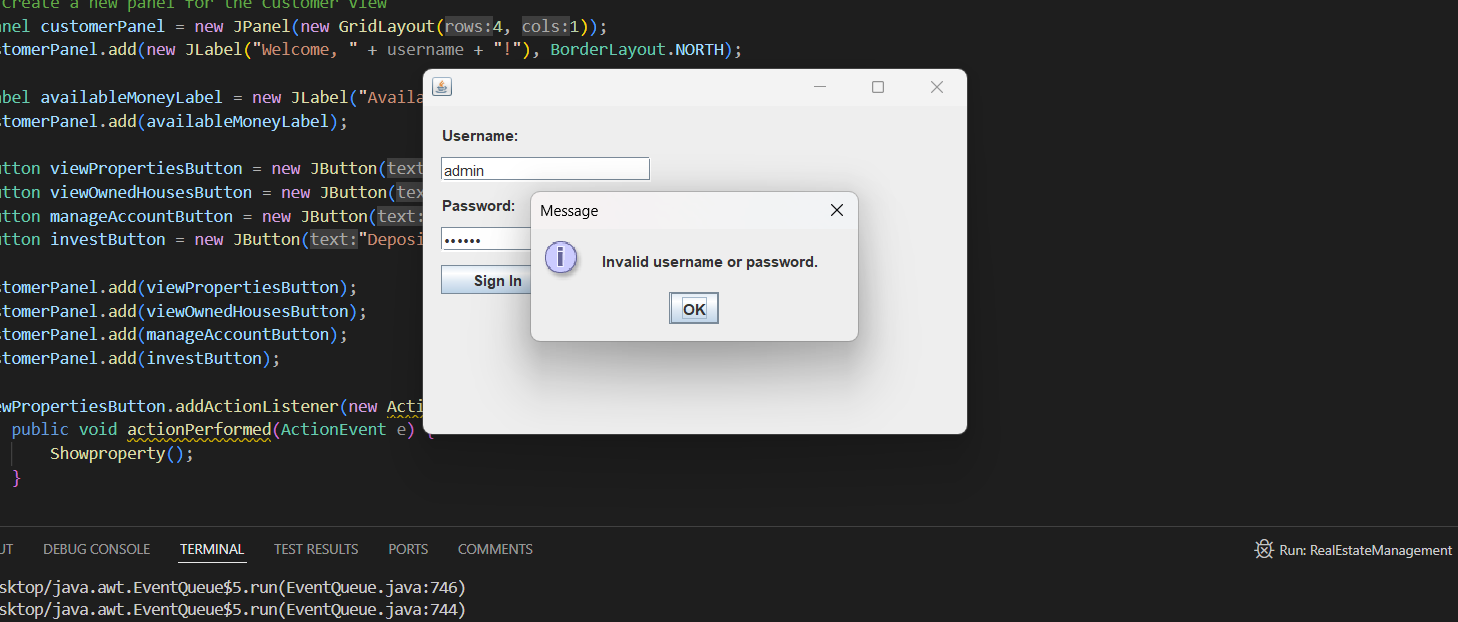 Create a new panel for the Customer view
nel customerPanel = new JPanel(new GridLayout(rows:4, cols:1));
stomerPanel.add(new JLabel("Welcome, " + username + "!"), BorderLayout.NORTH);
abel availableMoneyLabel = new JLabel("Availa
stomerPanel.add(availableMoneyLabel);
utton viewPropertiesButton = new JButton(text
utton viewOwnedHousesButton = new JButton(tex
utton manageAccountButton = new JButton(text:
utton investButton = new JButton(text:"Deposi
stomerPanel.add(viewPropertiesButton);
stomerPanel.add(viewOwnedHousesButton);
stomerPanel.add(manageAccountButton);
stomerPanel.add(investButton);
ewPropertiesButton.addActionListener(new Acti
public void actionPerformed(ActionEvent e) {
Showproperty();
}
Username:
admin
Password:
••••••
Sign In
Message
Invalid username or password.
OK
UT DEBUG CONSOLE TERMINAL TEST RESULTS PORTS COMMENTS
Run: RealEstateManagement
sktop/java.awt.EventQueue$5.run(EventQueue.java:746)
sktop/java.awt.EventQueue$5.run(EventQueue.java:744)